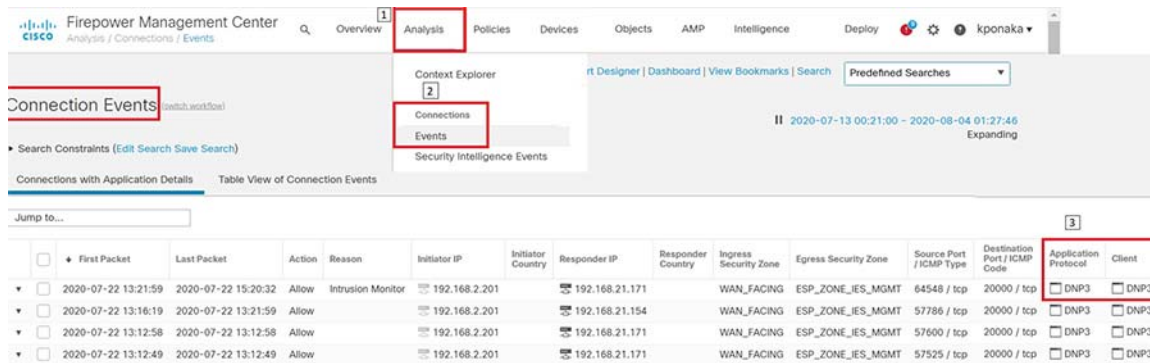 1
cisco Firepower Management Center Overview Analysis Policies Devices Objects AMP Intelligence Deploy kponaka
Analysis / Connections / Events
Context Explorer
rt Designer | Dashboard | View Bookmarks | Search Predefined Searches
2
Connections
Events
Security Intelligence Events
Connection Events (switch workflow)
2020-07-13 00:21:00 - 2020-08-04 01:27:46
Expanding
Search Constraints (Edit Search Save Search)
Connections with Application Details Table View of Connection Events
Jump to...
3
First Packet Last Packet Action Reason Initiator IP Initiator Country Responder IP Responder Country Ingress Security Zone Egress Security Zone Source Port / ICMP Type Destination Port / ICMP Code Application Protocol Client
2020-07-22 13:21:59 2020-07-22 15:20:32 Allow Intrusion Monitor 192.168.2.201 192.168.21.171 WAN_FACING ESP_ZONE_IES_MGMT 64548 / tcp 20000 / tcp DNP3 DNP3
2020-07-22 13:16:19 2020-07-22 13:21:59 Allow 192.168.2.201 192.168.21.154 WAN_FACING ESP_ZONE_IES_MGMT 57786 / tcp 20000 / tcp DNP3 DNP3
2020-07-22 13:12:58 2020-07-22 13:12:58 Allow 192.168.2.201 192.168.21.171 WAN_FACING ESP_ZONE_IES_MGMT 57600 / tcp 20000 / tcp DNP3 DNP3
2020-07-22 13:12:49 2020-07-22 13:12:49 Allow 192.168.2.201 192.168.21.171 WAN_FACING ESP_ZONE_IES_MGMT 57525 / tcp 20000 / tcp DNP3 DNP3